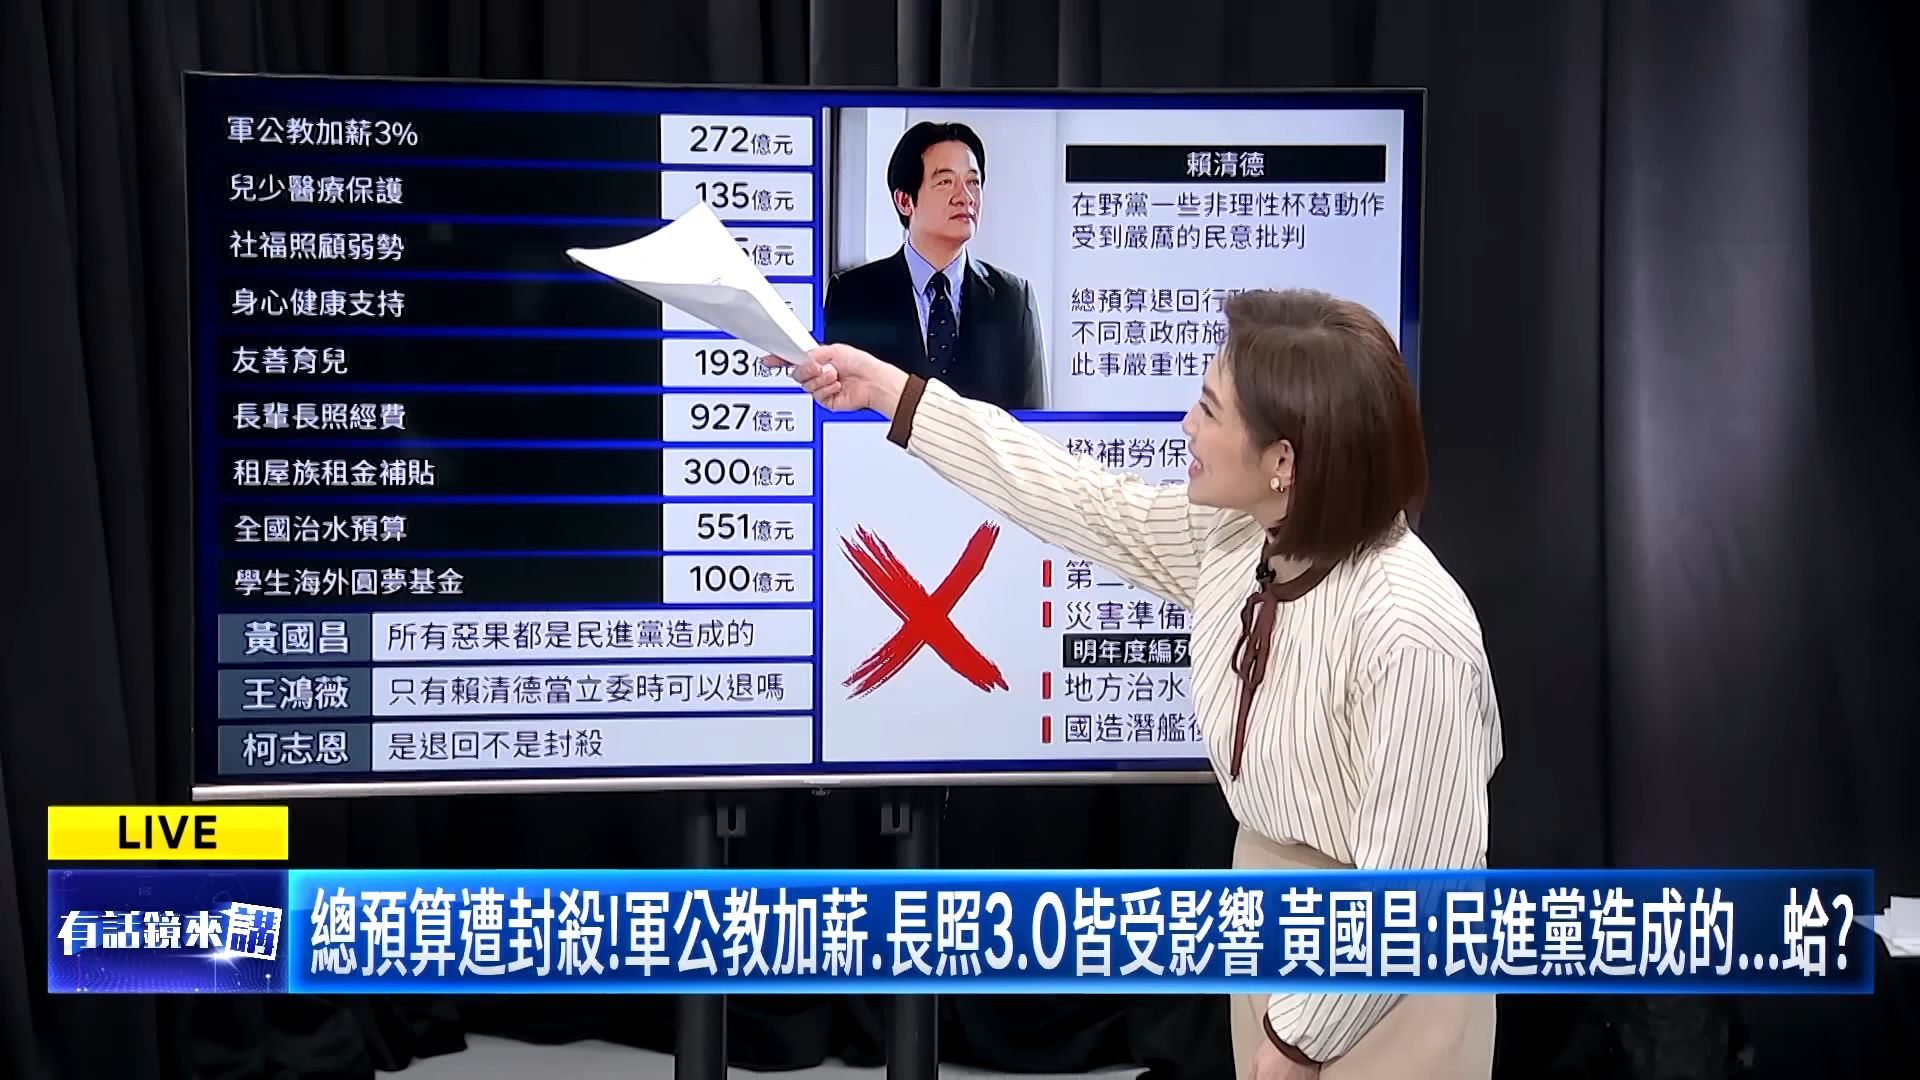 軍公教加薪3% 272億元
兒少醫療保護 135億元
社福照顧弱勢 億元
身心健康支持
友善育兒 193億元
長輩長照經費 927億元
租屋族租金補貼 300億元
全國治水預算 551億元
學生海外圓夢基金 100億元
黃國昌 所有惡果都是民進黨造成的
王鴻薇 只有賴清德當立委時可以退嗎
柯志恩 是退回不是封殺
賴清德
在野黨一些非理性杯葛動作
受到嚴厲的民意批判
總預算退回行政
不同意政府施
此事嚴重性
撥補勞保
第二
災害準備
明年度編列
地方治水
國造潛艦
LIVE
有話鏡來講
總預算遭封殺!軍公教加薪.長照3.0皆受影響 黃國昌:民進黨造成的...蛤?